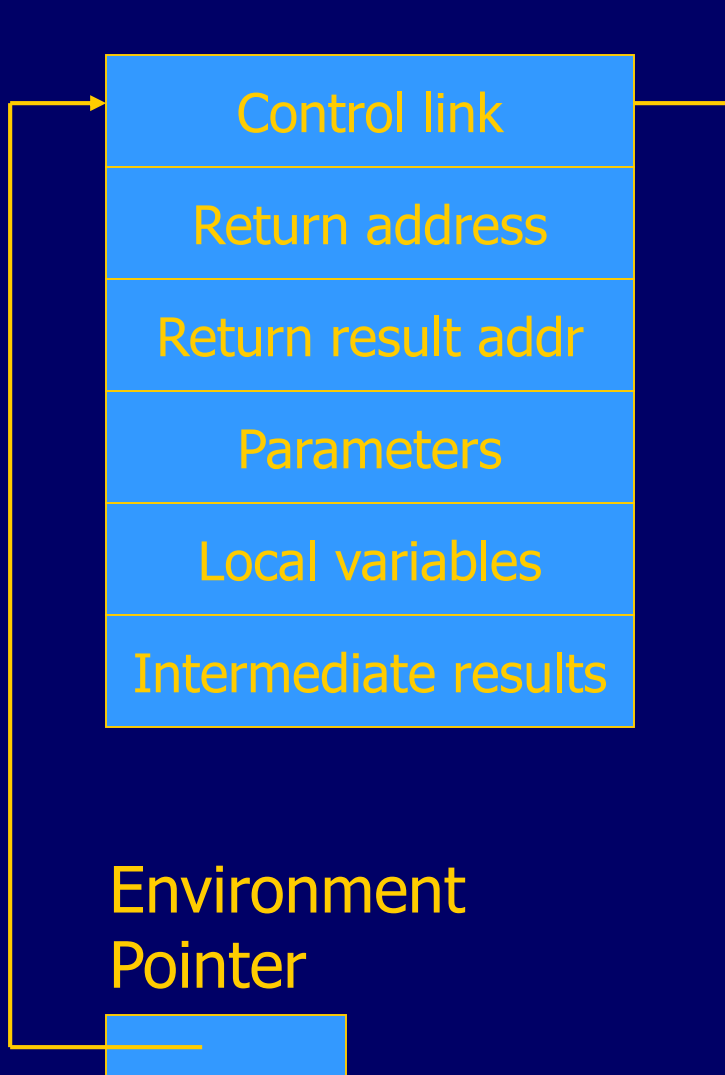 Control link
Return address
Return result addr
Parameters
Local variables
Intermediate results
Environment
Pointer